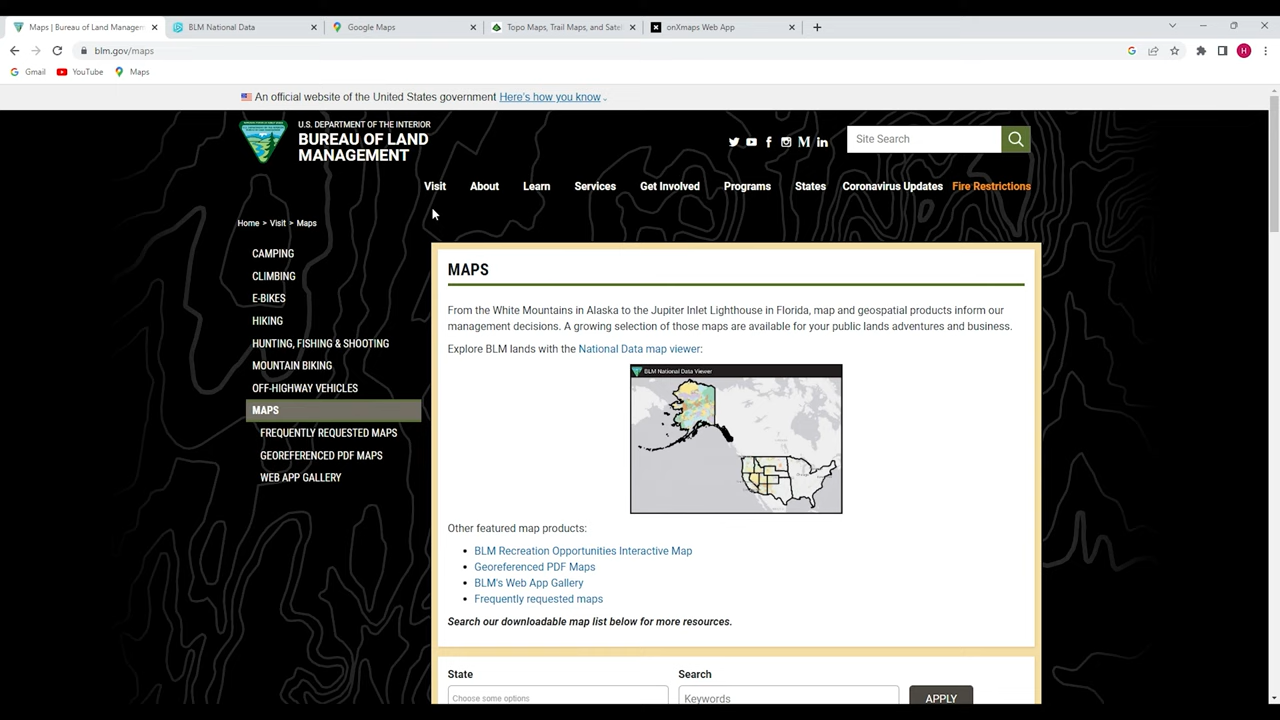 Maps | Bureau of Land Managem
BLM National Data
Google Maps
Topo Maps, Trail Maps, and Satel
onXmaps Web App
blm.gov/maps
H
Gmail
YouTube
Maps
An official website of the United States government Here's how you know
U.S. DEPARTMENT OF THE INTERIOR
BUREAU OF LAND
MANAGEMENT
Site Search
Visit
About
Learn
Services
Get Involved
Programs
States
Coronavirus Updates
Fire Restrictions
Home > Visit > Maps
CAMPING
CLIMBING
E-BIKES
HIKING
HUNTING, FISHING & SHOOTING
MOUNTAIN BIKING
OFF-HIGHWAY VEHICLES
MAPS
FREQUENTLY REQUESTED MAPS
GEOREFERENCED PDF MAPS
WEB APP GALLERY
MAPS
From the White Mountains in Alaska to the Jupiter Inlet Lighthouse in Florida, map and geospatial products inform our
management decisions. A growing selection of those maps are available for your public lands adventures and business.
Explore BLM lands with the National Data map viewer:
BLM National Data Viewer
Other featured map products:
• BLM Recreation Opportunities Interactive Map
• Georeferenced PDF Maps
• BLM's Web App Gallery
• Frequently requested maps
Search our downloadable map list below for more resources.
State
Search
Choose some options
Keywords
APPLY